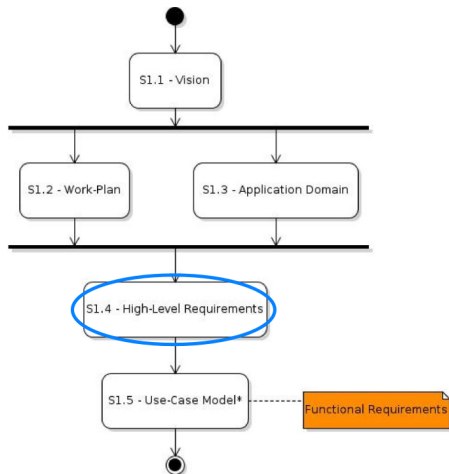 S1.1 - Vision
S1.2 - Work-Plan
S1.3 - Application Domain
S1.4 - High-Level Requirements
S1.5 - Use-Case Model*
Functional Requirements